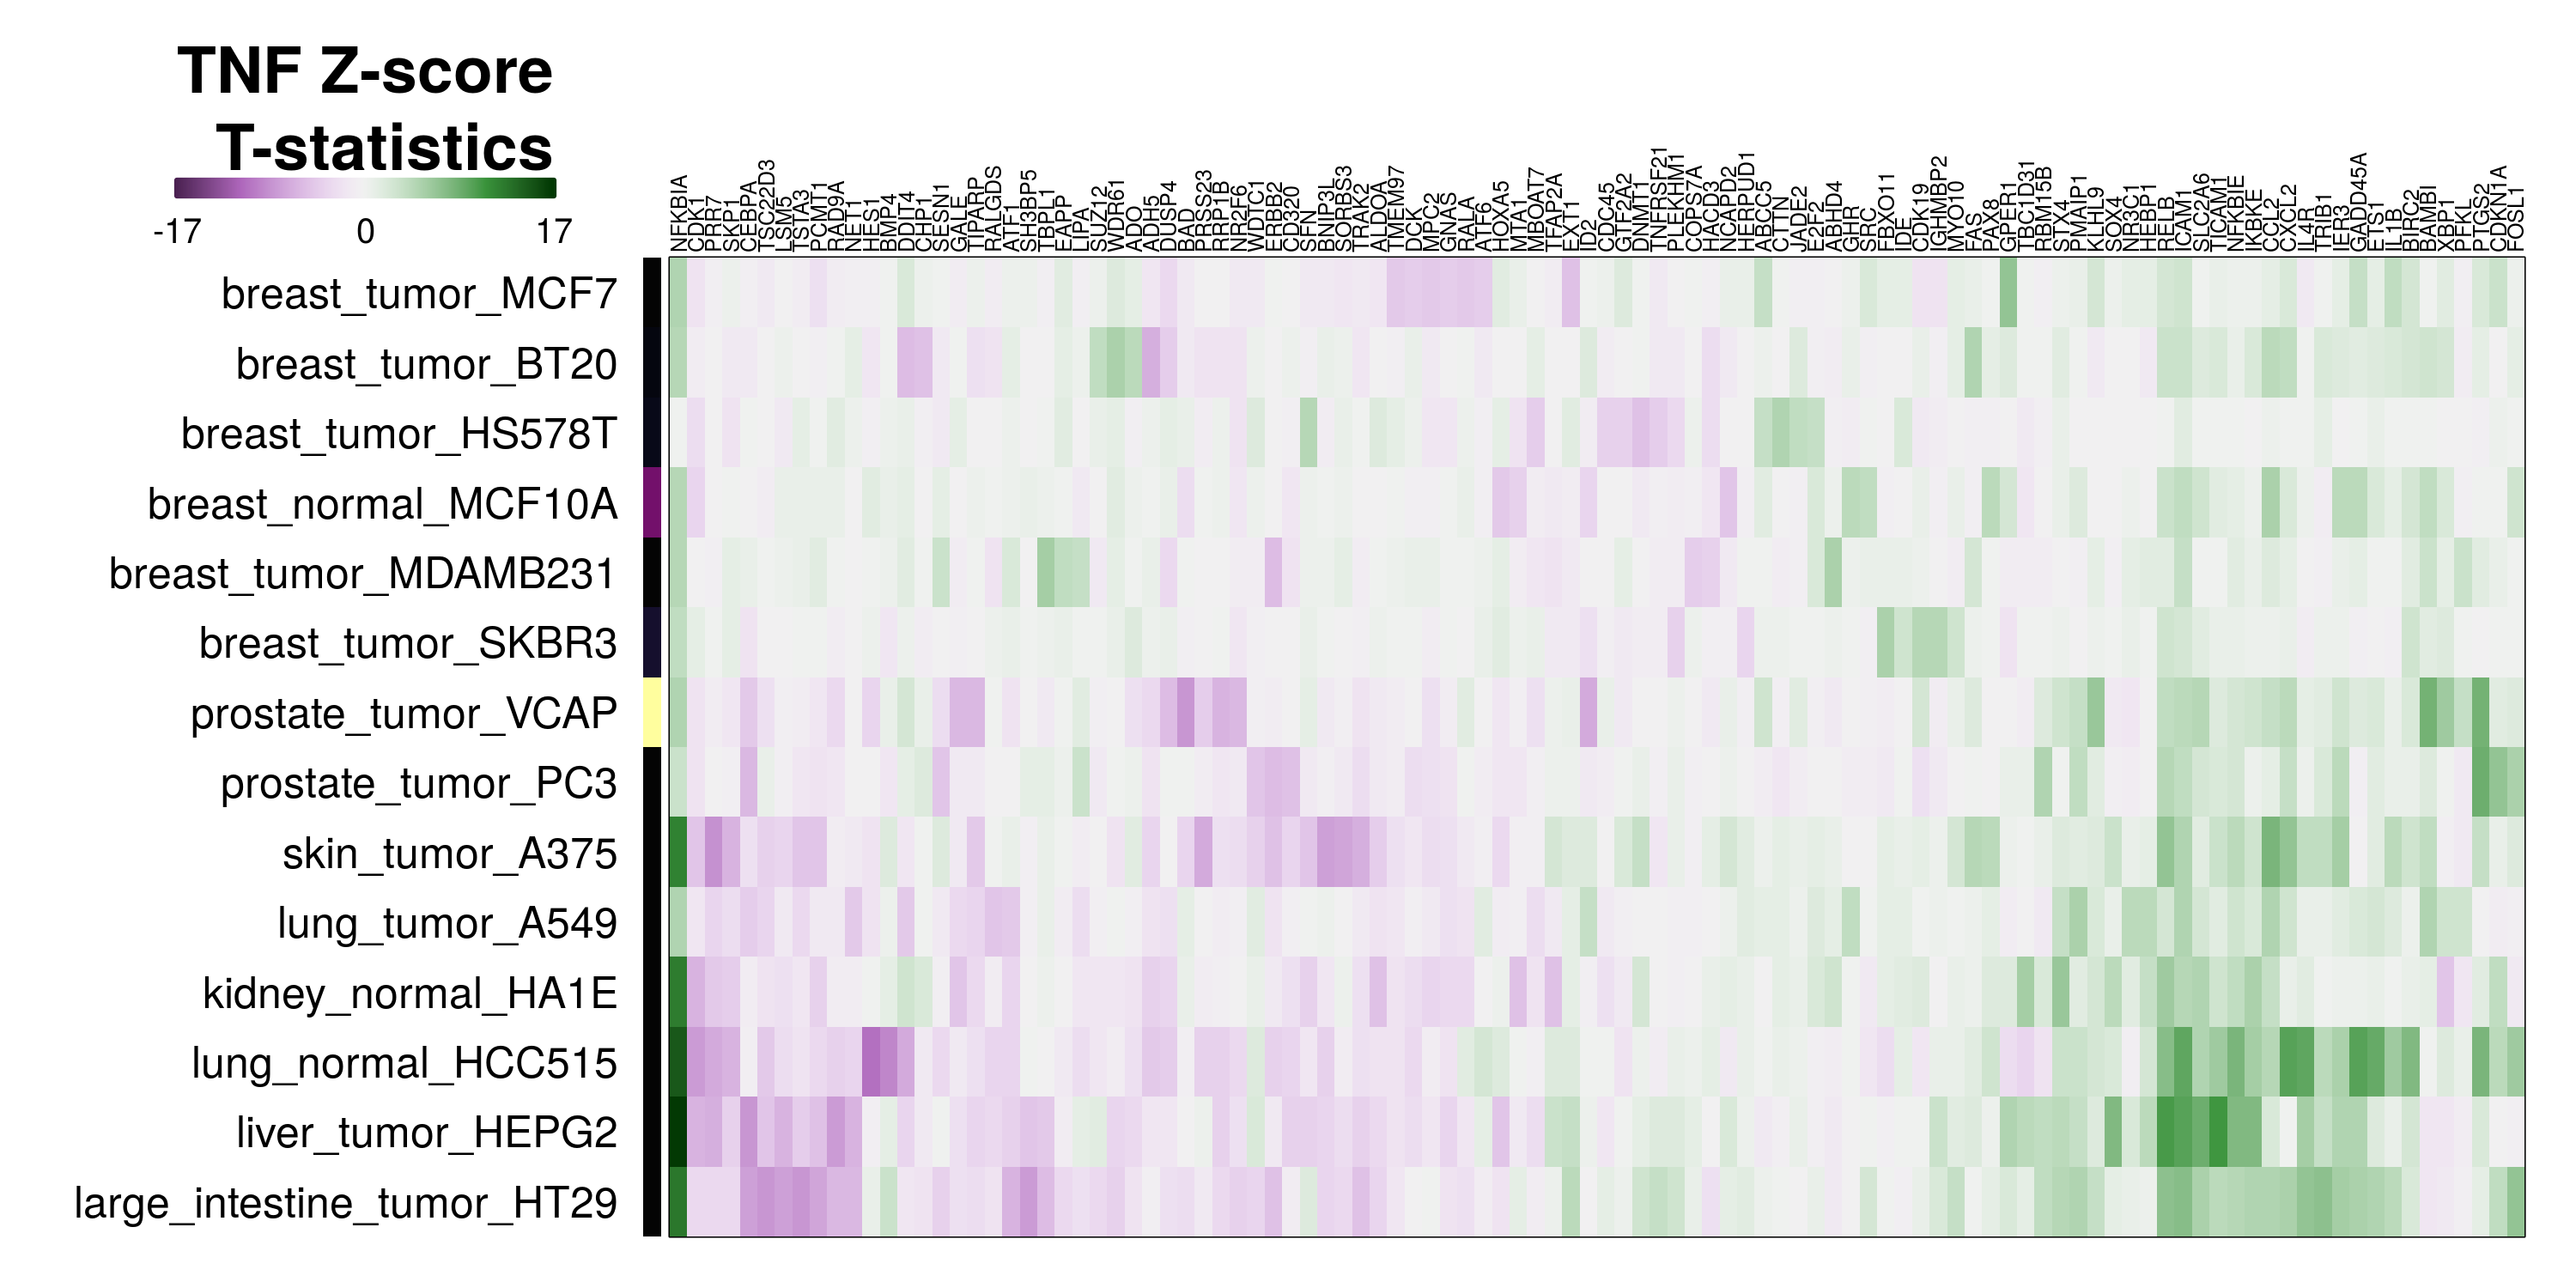 TNF Z-score
T-statistics
-17 0 17
NFKBIA
CDK1
PRR7
SKP1
CEBPA
TSC22D3
LSM5
TSTA3
PCMT1
RAD9A
NET1
HES1
BMP4
DDIT4
CHP1
SESN1
GALE
TIPARP
RALGDS
ATF1
SH3BP5
TBPL1
EAPP
LIPA
SUZ12
WDR61
ADO
ADH5
DUSP4
BAD
PRSS23
RRP1B
NR2F6
WDTC1
ERBB2
CD320
SFN
BNIP3L
SORBS3
TRAK2
ALDOA
TMEM97
DCK
MPC2
GNAS
RALA
ATF6
HOXA5
MTA1
MBOAT7
TFAP2A
EXT1
ID2
CDC45
GTF2A2
DNMT1
TNFRSF21
PLEKHM1
COPS7A
HACD3
NCAPD2
HERPUD1
ABCC5
CTTN
JADE2
E2F2
ABHD4
GHR
SRC
FBXO11
IDE
CDK19
IGHMBP2
MYO10
FAS
PAX8
GPER1
TBC1D31
RBM15B
STX4
PMAIP1
KLHL9
SOX4
NR3C1
HEBP1
RELB
ICAM1
SLC2A6
TICAM1
NFKBIE
IKBKE
CCL2
CXCL2
IL4R
TRIB1
IER3
GADD45A
ETS1
IL1B
BIRC2
BAMBI
XBP1
PFKL
PTGS2
CDKN1A
FOSL1
breast_tumor_MCF7
breast_tumor_BT20
breast_tumor_HS578T
breast_normal_MCF10A
breast_tumor_MDAMB231
breast_tumor_SKBR3
prostate_tumor_VCAP
prostate_tumor_PC3
skin_tumor_A375
lung_tumor_A549
kidney_normal_HA1E
lung_normal_HCC515
liver_tumor_HEPG2
large_intestine_tumor_HT29